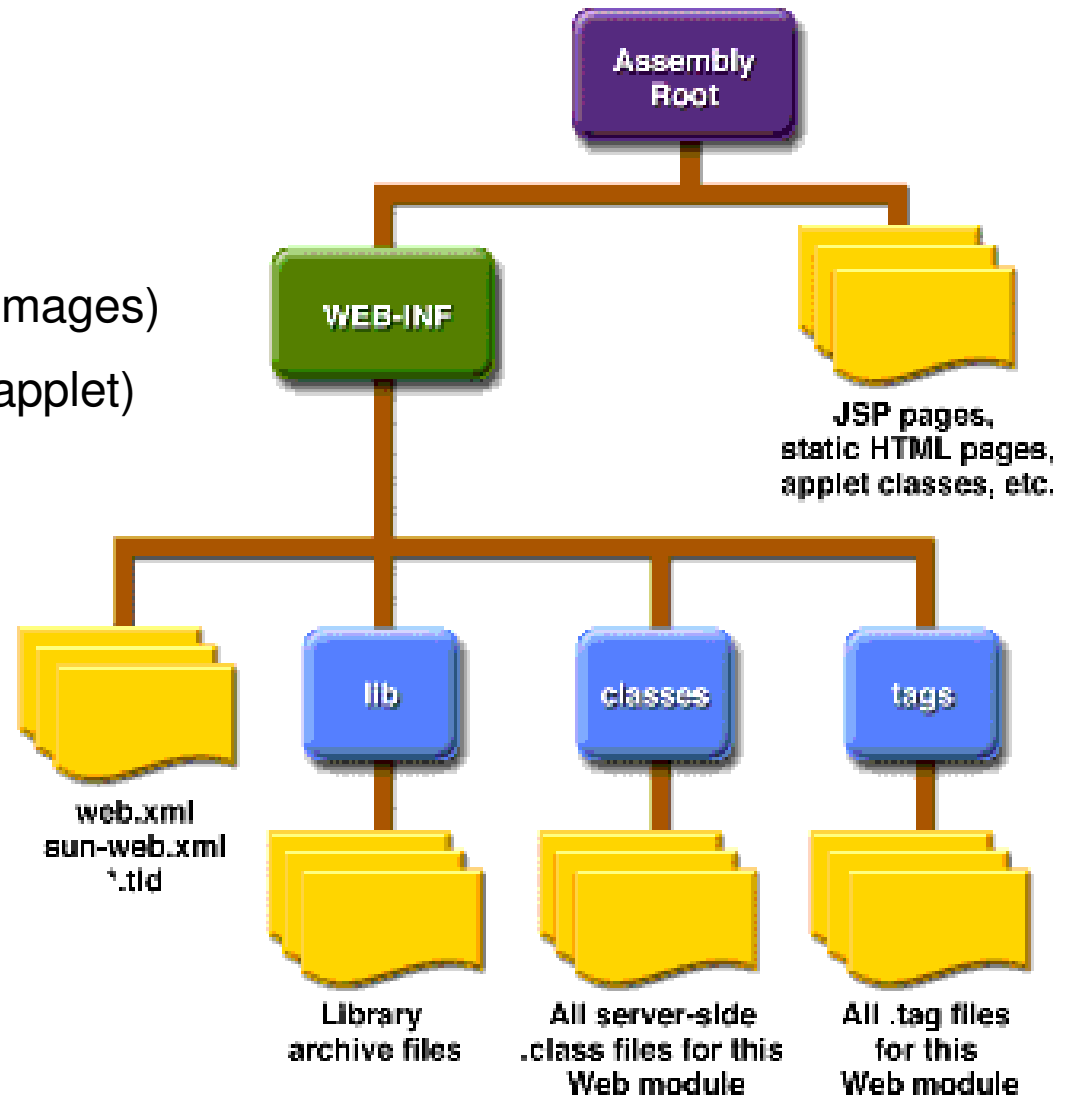 Assembly
Root
mages)
applet)
WEB-INF
JSP pages,
static HTML pages,
applet classes, etc.
lib
classes
tags
web.xml
sun-web.xml
*.tld
Library
archive files
All server-side
.class files for this
Web module
All .tag files
for this
Web module